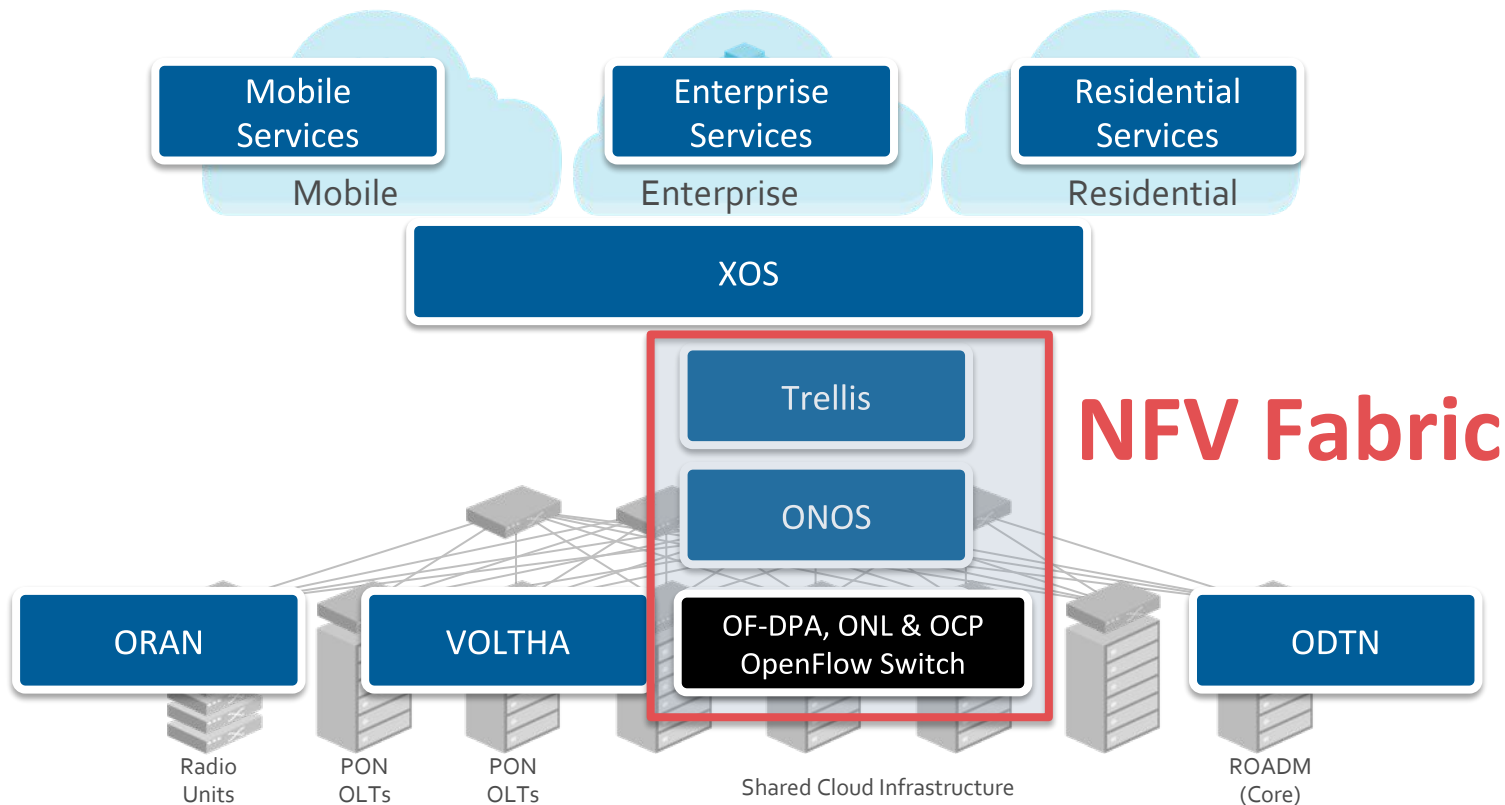 Mobile
Services
Enterprise
Services
Residential
Services
Mobile
Enterprise
Residential
XOS
Trellis
NFV Fabric
ONOS
ORAN
VOLTHA
OF-DPA, ONL & OCP
OpenFlow Switch
ODTN
Radio
Units
PON
OLTs
PON
OLTs
Shared Cloud Infrastructure
ROADM
(Core)